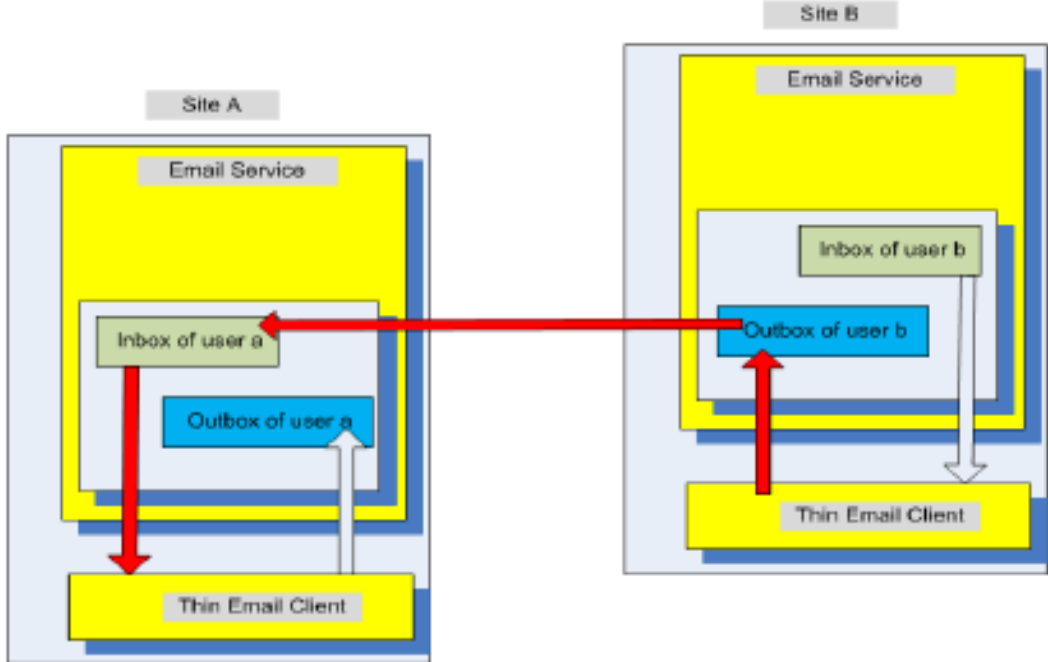 Site B
Email Service
Inbox of user b
Outbox of user b
Thin Email Client
Site A
Email Service
Inbox of user a
Outbox of user a
Thin Email Client